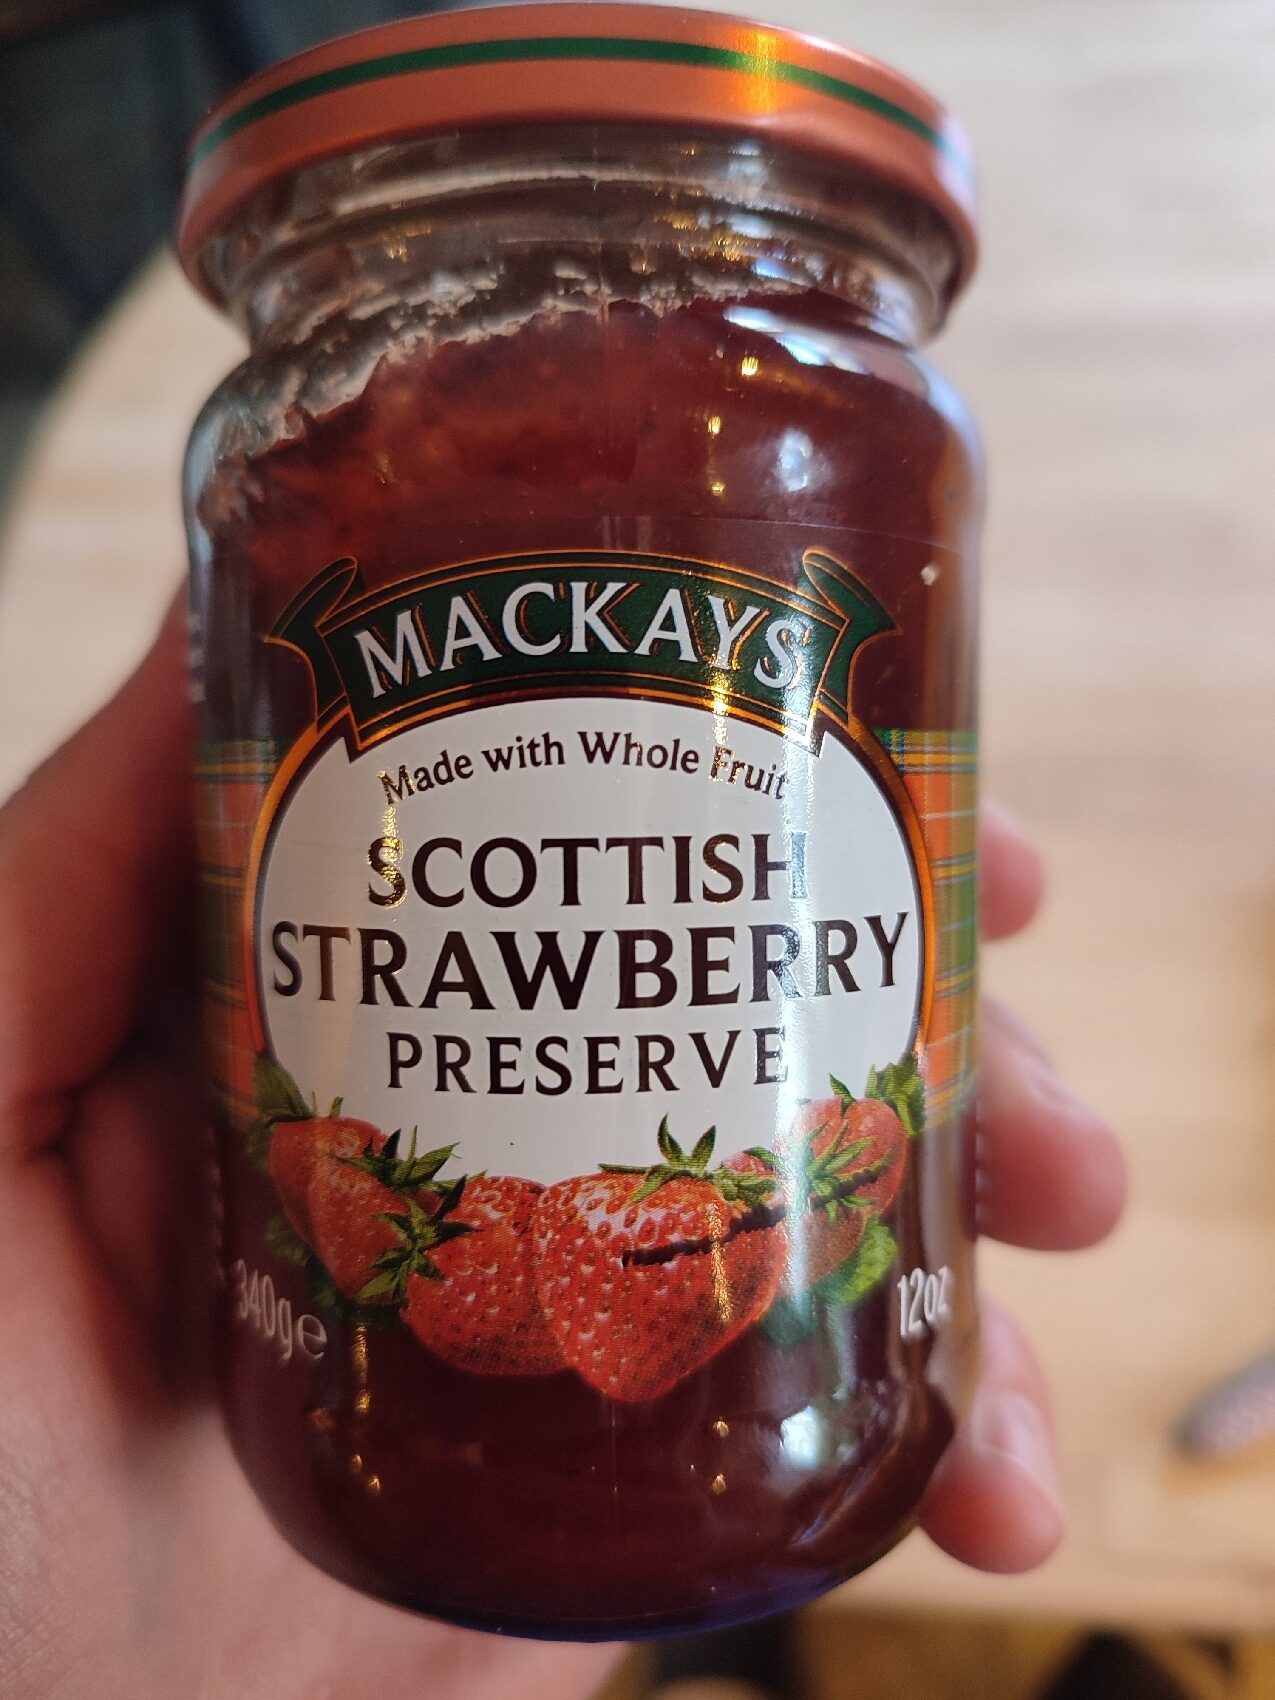 MACKAYS
Made with Whole Fruit
SCOTTISH
STRAWBERRY
PRESERVE
340g℮
12oz